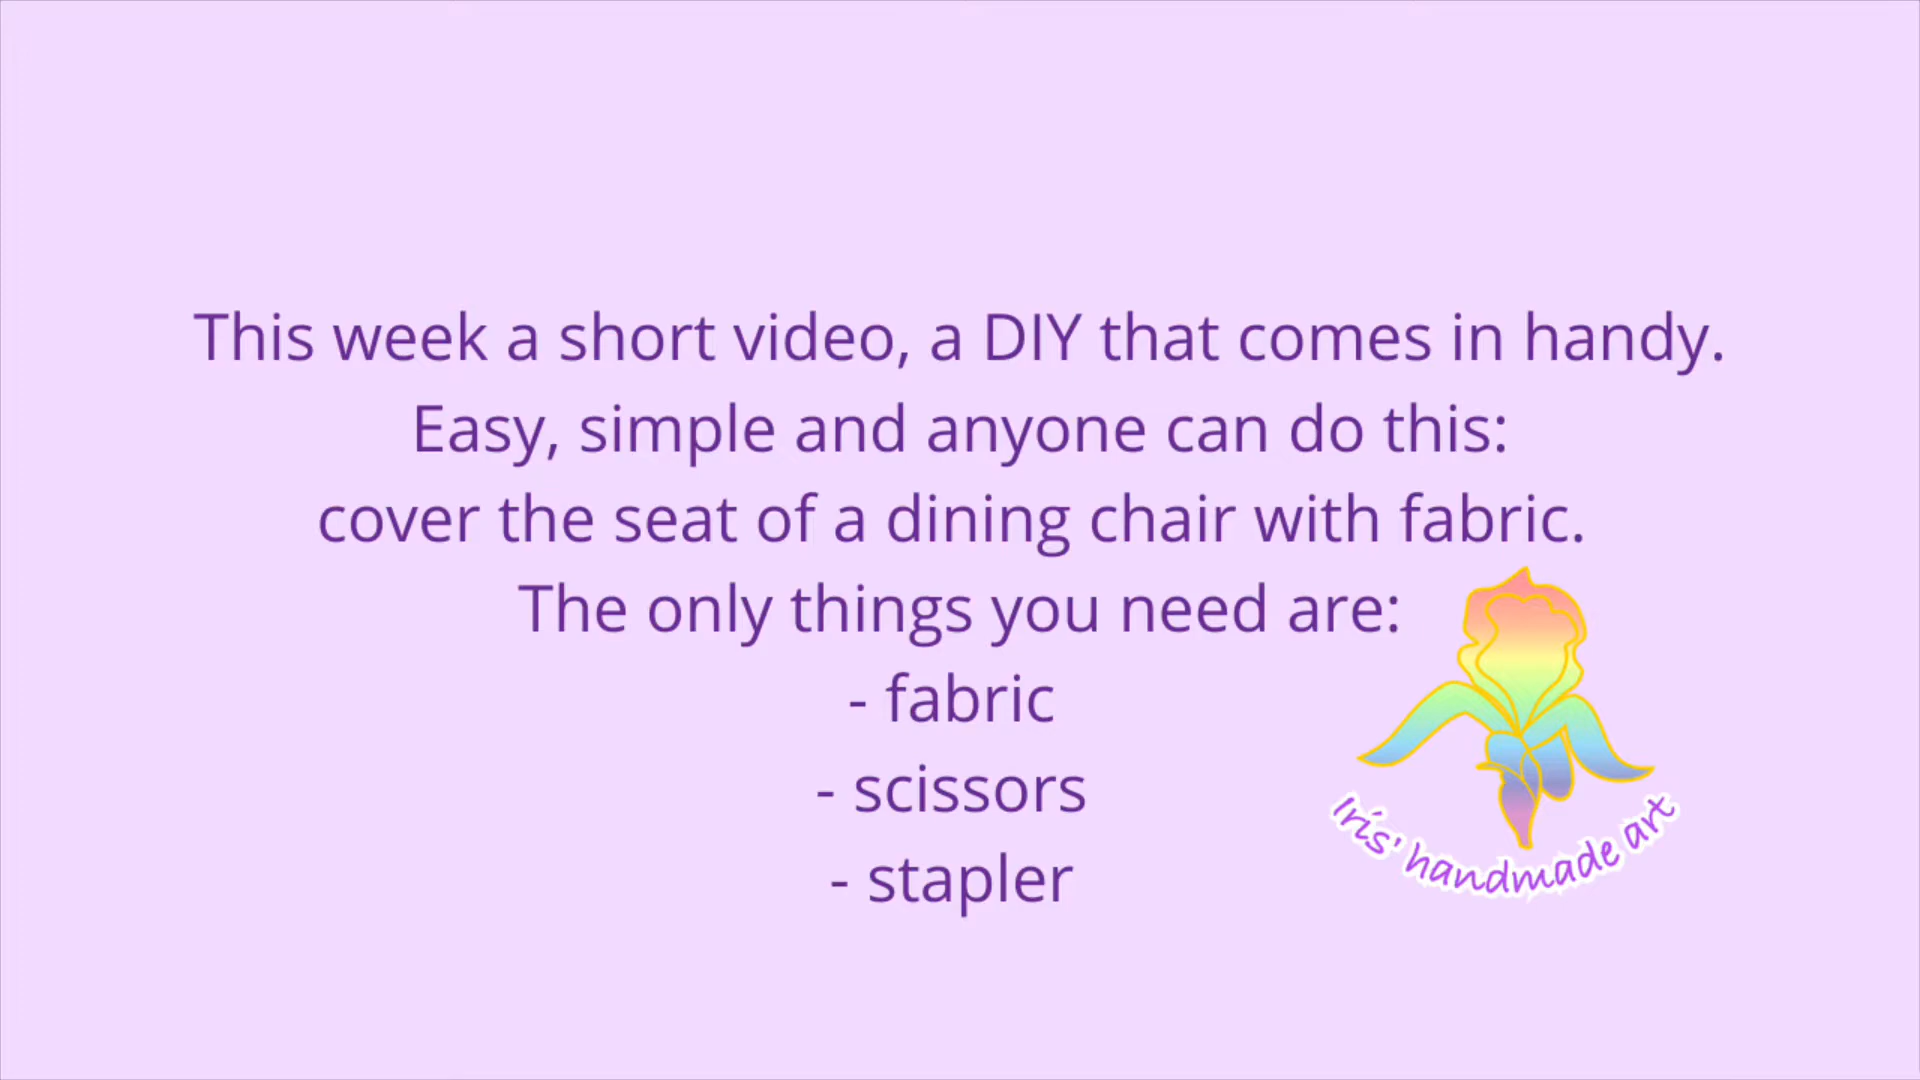 This week a short video, a DIY that comes in handy.
Easy, simple and anyone can do this:
cover the seat of a dining chair with fabric.
The only things you need are:
- fabric
- scissors
- stapler
Iris' handmade art